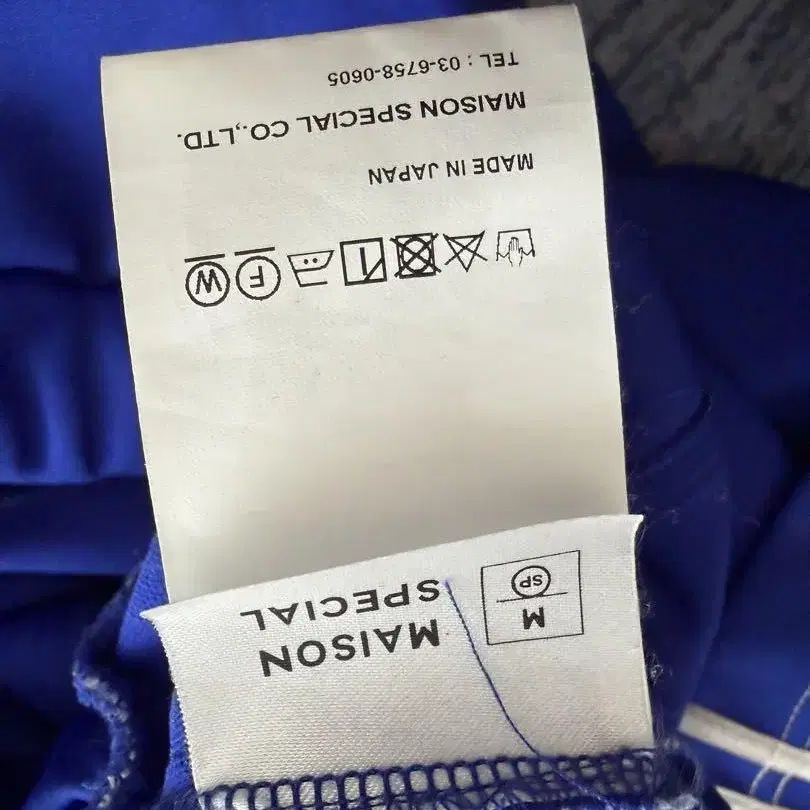 MAISON
SPECIAL
M
SP
W
F
MADE IN JAPAN
MAISON SPECIAL CO.,LTD.
TEL : 03-6758-0605